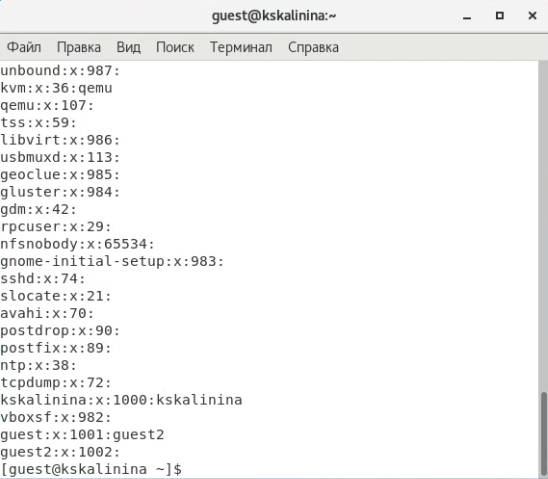 guest@kskalinina:~
Файл Правка Вид Поиск Терминал Справка
unbound:x:987:
kvm:x:36:qemu
qemu:x:107:
tss:x:59:
libvirt:x:986:
usbmuxd:x:113:
geoclue:x:985:
gluster:x:984:
gdm:x:42:
rpcuser:x:29:
nfsnobody:x:65534:
gnome-initial-setup:x:983:
sshd:x:74:
slocate:x:21:
avahi:x:70:
postdrop:x:90:
postfix:x:89:
ntp:x:38:
tcpdump:x:72:
kskalinina:x:1000:kskalinina
vboxsf:x:982:
guest:x:1001:guest2
guest2:x:1002:
[guest@kskalinina ~]$